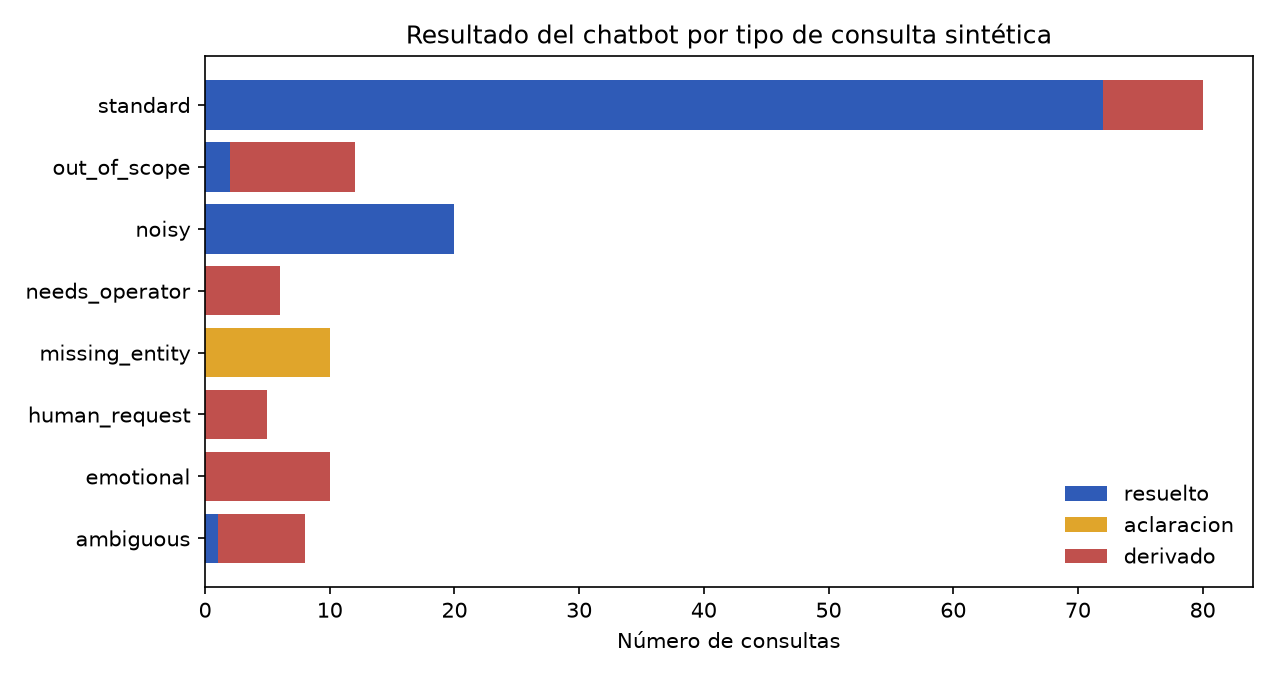 Resultado del chatbot por tipo de consulta sintética
standard
out_of_scope
noisy
needs_operator
missing_entity
human_request
emotional
ambiguous
resuelto
aclaracion
derivado
0 10 20 30 40 50 60 70 80
Número de consultas